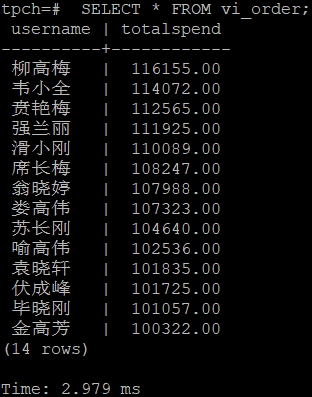 tpch=#  SELECT * FROM vi_order;
 username | totalspend
----------+------------
 柳高梅   |  116155.00
 韦小全   |  114072.00
 贲艳梅   |  112565.00
 强兰丽   |  111925.00
 滑小刚   |  110089.00
 席长梅   |  108247.00
 翁晓婷   |  107988.00
 娄高伟   |  107323.00
 苏长刚   |  104640.00
 喻高伟   |  102536.00
 袁晓轩   |  101835.00
 伏成峰   |  101725.00
 毕晓刚   |  101057.00
 金高芳   |  100322.00
(14 rows)
Time: 2.979 ms